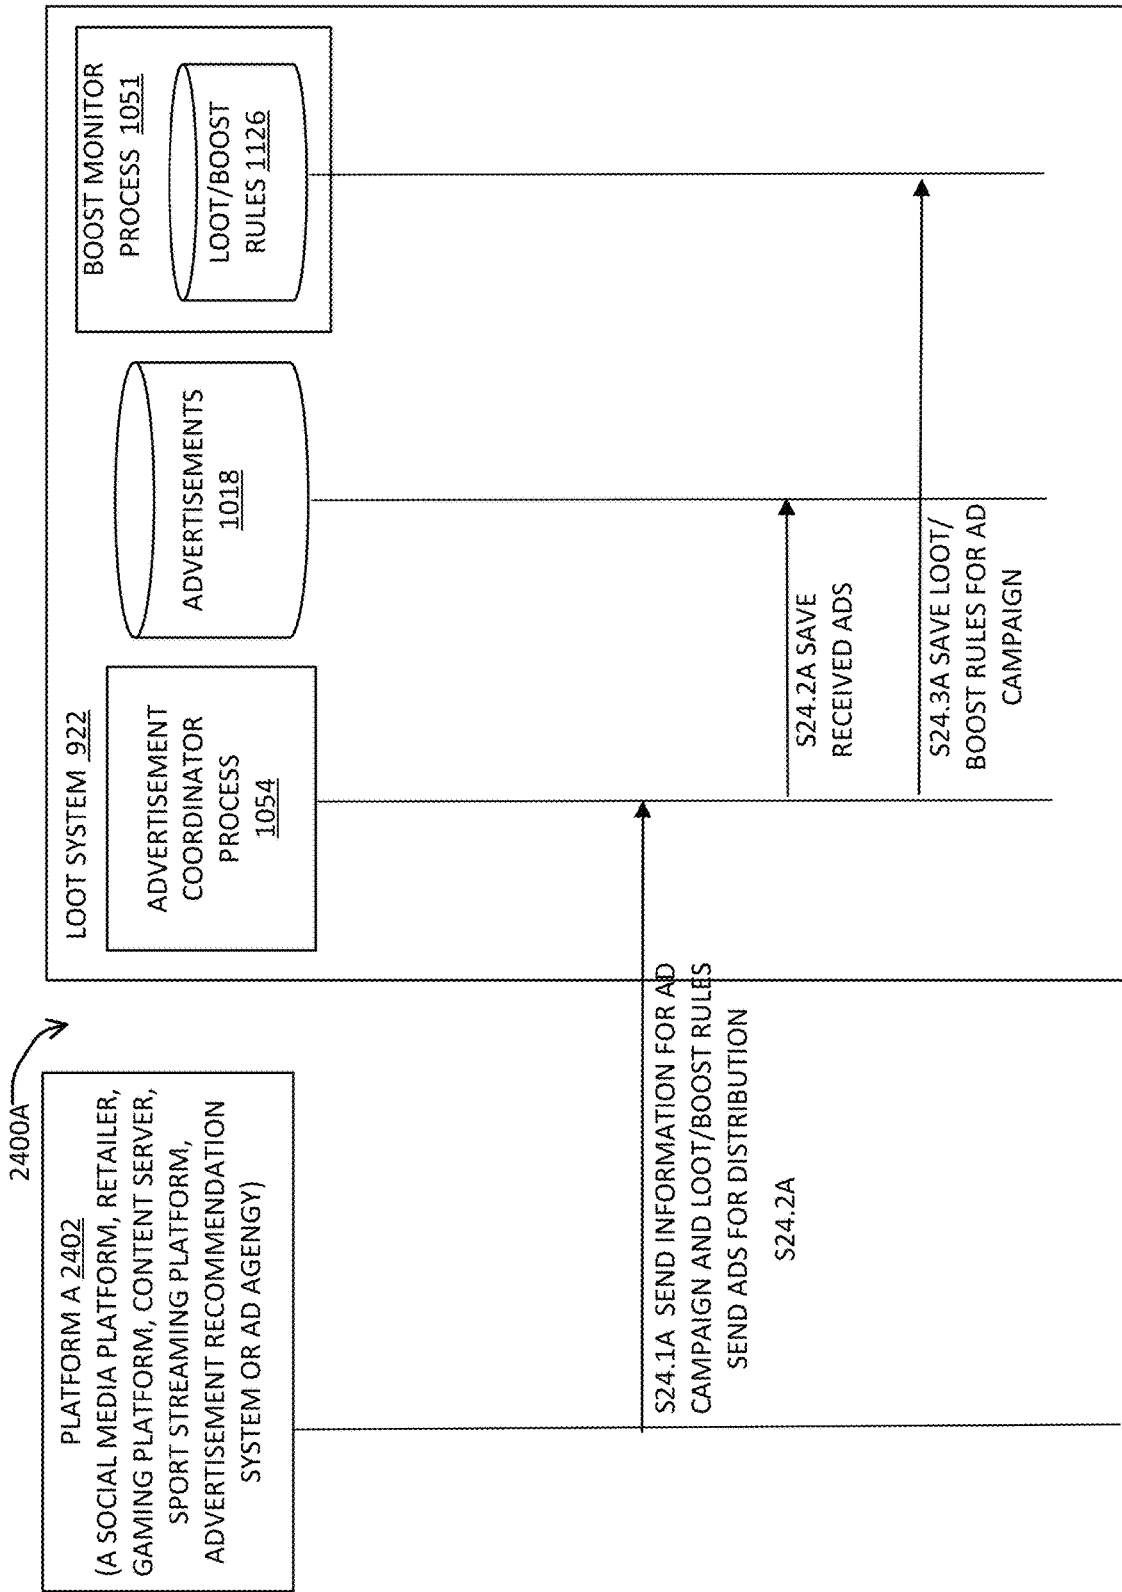 2400A
PLATFORM A 2402
(A SOCIAL MEDIA PLATFORM, RETAILER,
GAMING PLATFORM, CONTENT SERVER,
SPORT STREAMING PLATFORM,
ADVERTISEMENT RECOMMENDATION
SYSTEM OR AD AGENGY)
LOOT SYSTEM 922
ADVERTISEMENT
COORDINATOR
PROCESS
1054
ADVERTISEMENTS
1018
BOOST MONITOR
PROCESS 1051
LOOT/BOOST
RULES 1126
S24.1A SEND INFORMATION FOR AD
CAMPAIGN AND LOOT/BOOST RULES
SEND ADS FOR DISTRIBUTION
S24.2A
S24.2A SAVE
RECEIVED ADS
S24.3A SAVE LOOT/
BOOST RULES FOR AD
CAMPAIGN